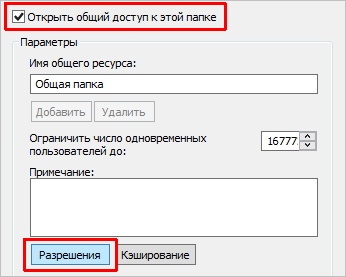 Открыть общий доступ к этой папке
Параметры
Имя общего ресурса:
Общая папка
Добавить Удалить
Ограничить число одновременных
пользователей до:
16777
Примечание:
Разрешения Кэширование